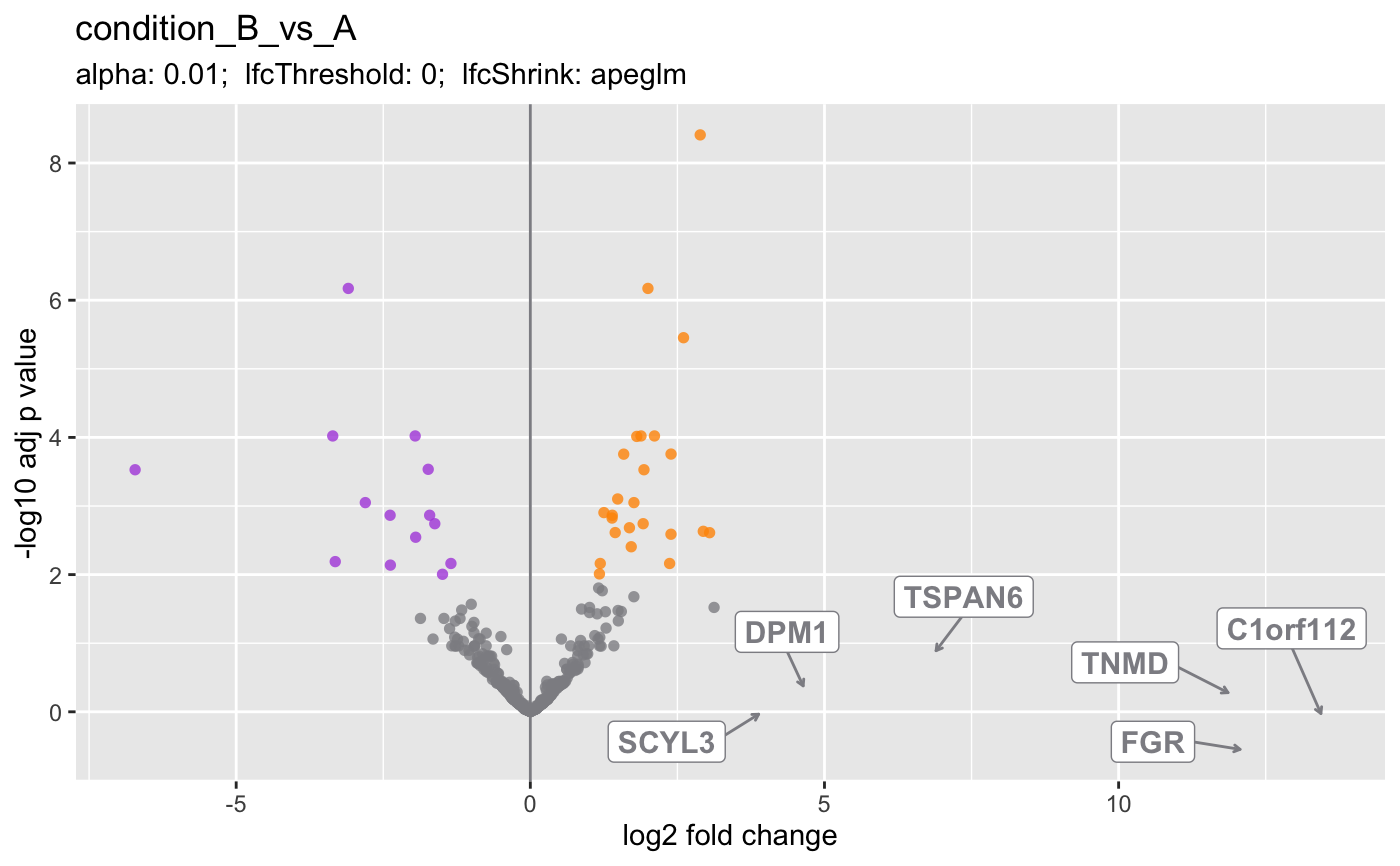 condition_B_vs_A
alpha: 0.01;  lfcThreshold: 0;  lfcShrink: apeglm
-log10 adj p value
8
6
4
2
0
TSPAN6
DPM1
C1orf112
TNMD
SCYL3
FGR
-5
0
5
10
log2 fold change